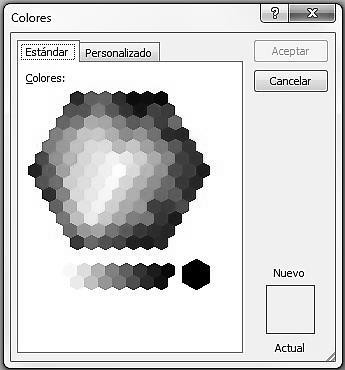 Colores
?
Estándar
Personalizado
Aceptar
Cancelar
Colores:
Nuevo
Actual